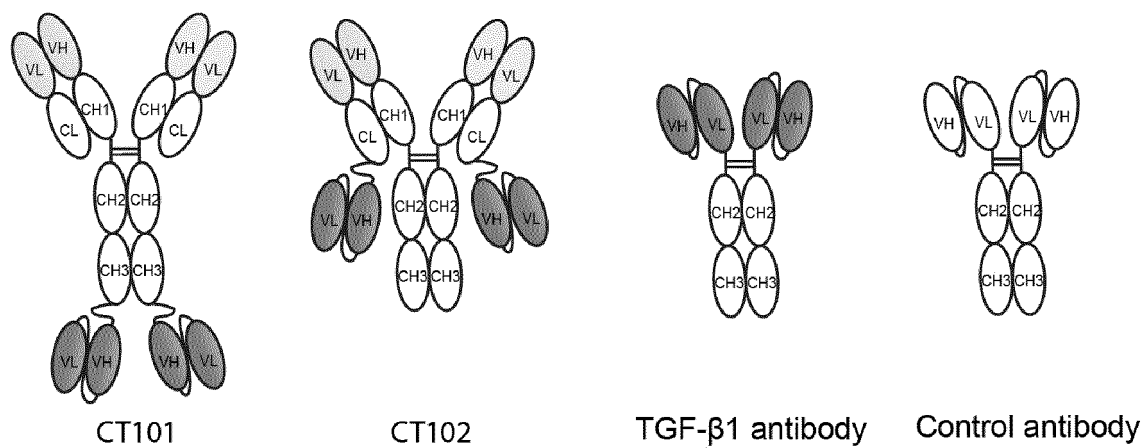 VH VH
VL VL
CH1 CH1
CL CL
CH2 CH2
CH3 CH3
VL VH VH VL
CT101
VH VH
VL VL
CH1 CH1
CL CL
VL VH CH2 CH2 VH VL
CH3 CH3
CT102
VH VL VL VH
CH2 CH2
CH3 CH3
TGF-β1 antibody
VH VL VL VH
CH2 CH2
CH3 CH3
Control antibody